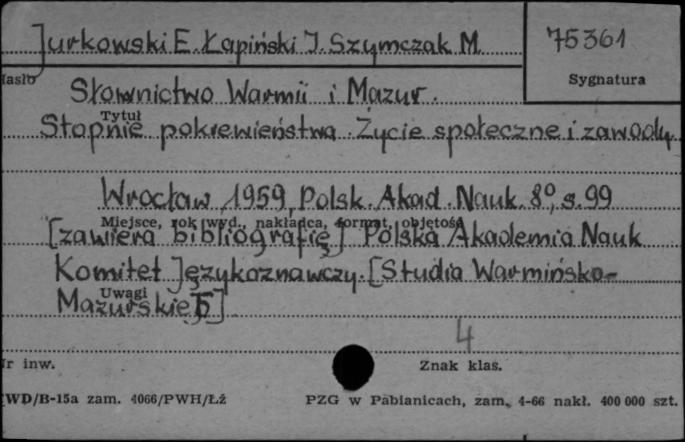 Jurkowski E. Łapiński J. Szymczak M.
75361
Hasło
Sygnatura
Słownictwo Warmii i Mazur.
Tytuł
Stopnie pokrewieństwa. Życie społeczne i zawody
Wrocław, 1959, Polsk. Akad. Nauk. 8°, s. 99
Miejsce, rok wyd., nakładca, format, objętość
[zawiera bibliografię] Polska Akademia Nauk
Komitet Językoznawczy. [Studia Warmińsko-
Uwagi
Mazurskie]
4
Nr inw.
Znak klas.
WD/B-15a zam. 4066/PWH/Łź
PZG w Pabianicach, zam. 4-66 nakł. 400 000 szt.